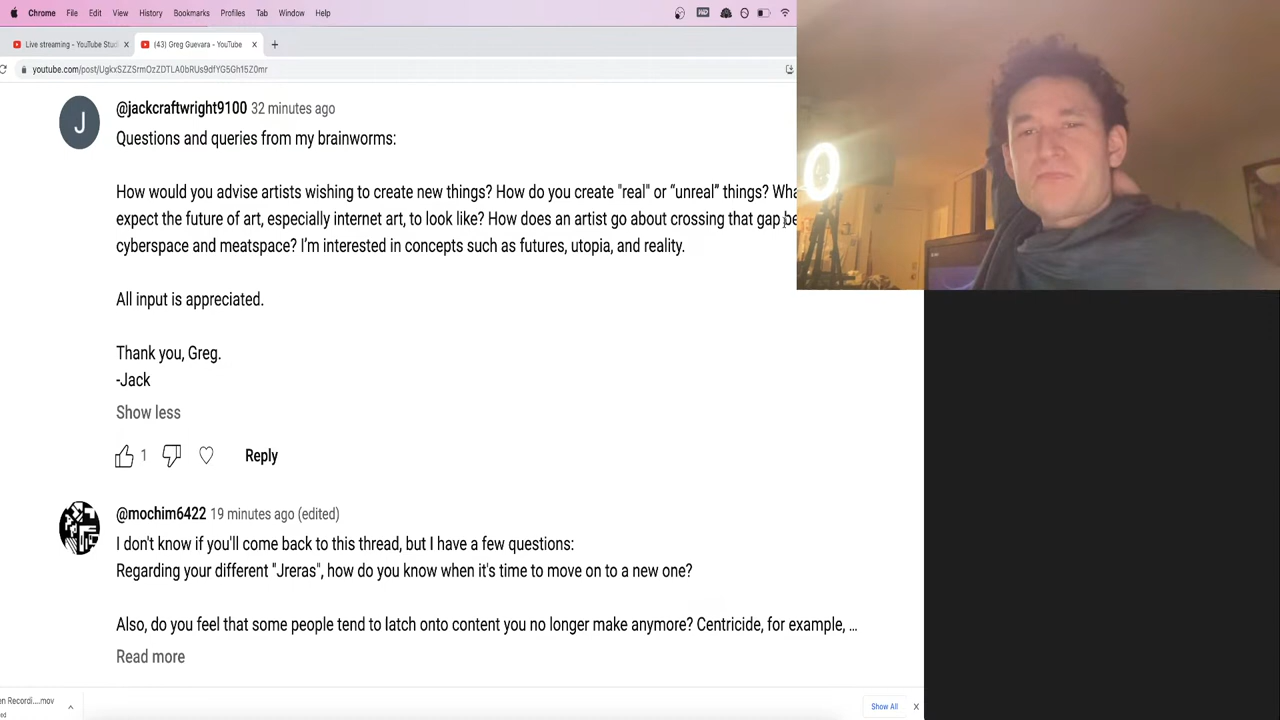 Chrome File Edit View History Bookmarks Profiles Tab Window Help
Live streaming - YouTube Stud × (43) Greg Guevara - YouTube × +
youtube.com/post/UgkxSZZSrmOzZDTLA0bRUs9dfYG5Gh15Z0mr
@jackcraftwright9100 32 minutes ago
Questions and queries from my brainworms:
How would you advise artists wishing to create new things? How do you create "real" or “unreal” things?
expect the future of art, especially internet art, to look like? How does an artist go about crossing that gap
cyberspace and meatspace? I’m interested in concepts such as futures, utopia, and reality.
All input is appreciated.
Thank you, Greg.
-Jack
Show less
1 Reply
@mochim6422 19 minutes ago (edited)
I don't know if you'll come back to this thread, but I have a few questions:
Regarding your different "Jreras", how do you know when it's time to move on to a new one?
Also, do you feel that some people tend to latch onto content you no longer make anymore? Centricide, for example, ...
Read more
Recordi....mov
Show All ×
J